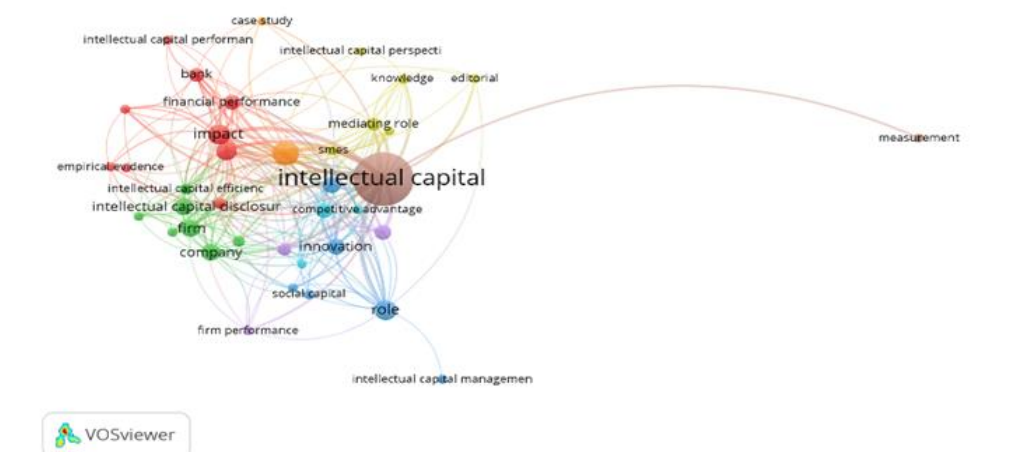 case study
intellectual capital performan
intellectual capital perspecti
bank
knowledge
editorial
financial performance
mediating role
impact
measurement
smes
empirical evidence
intellectual capital
intellectual capital efficienc
intellectual capital disclosur
competitive advantage
firm
innovation
company
social capital
role
firm performance
intellectual capital managemen
VOSviewer